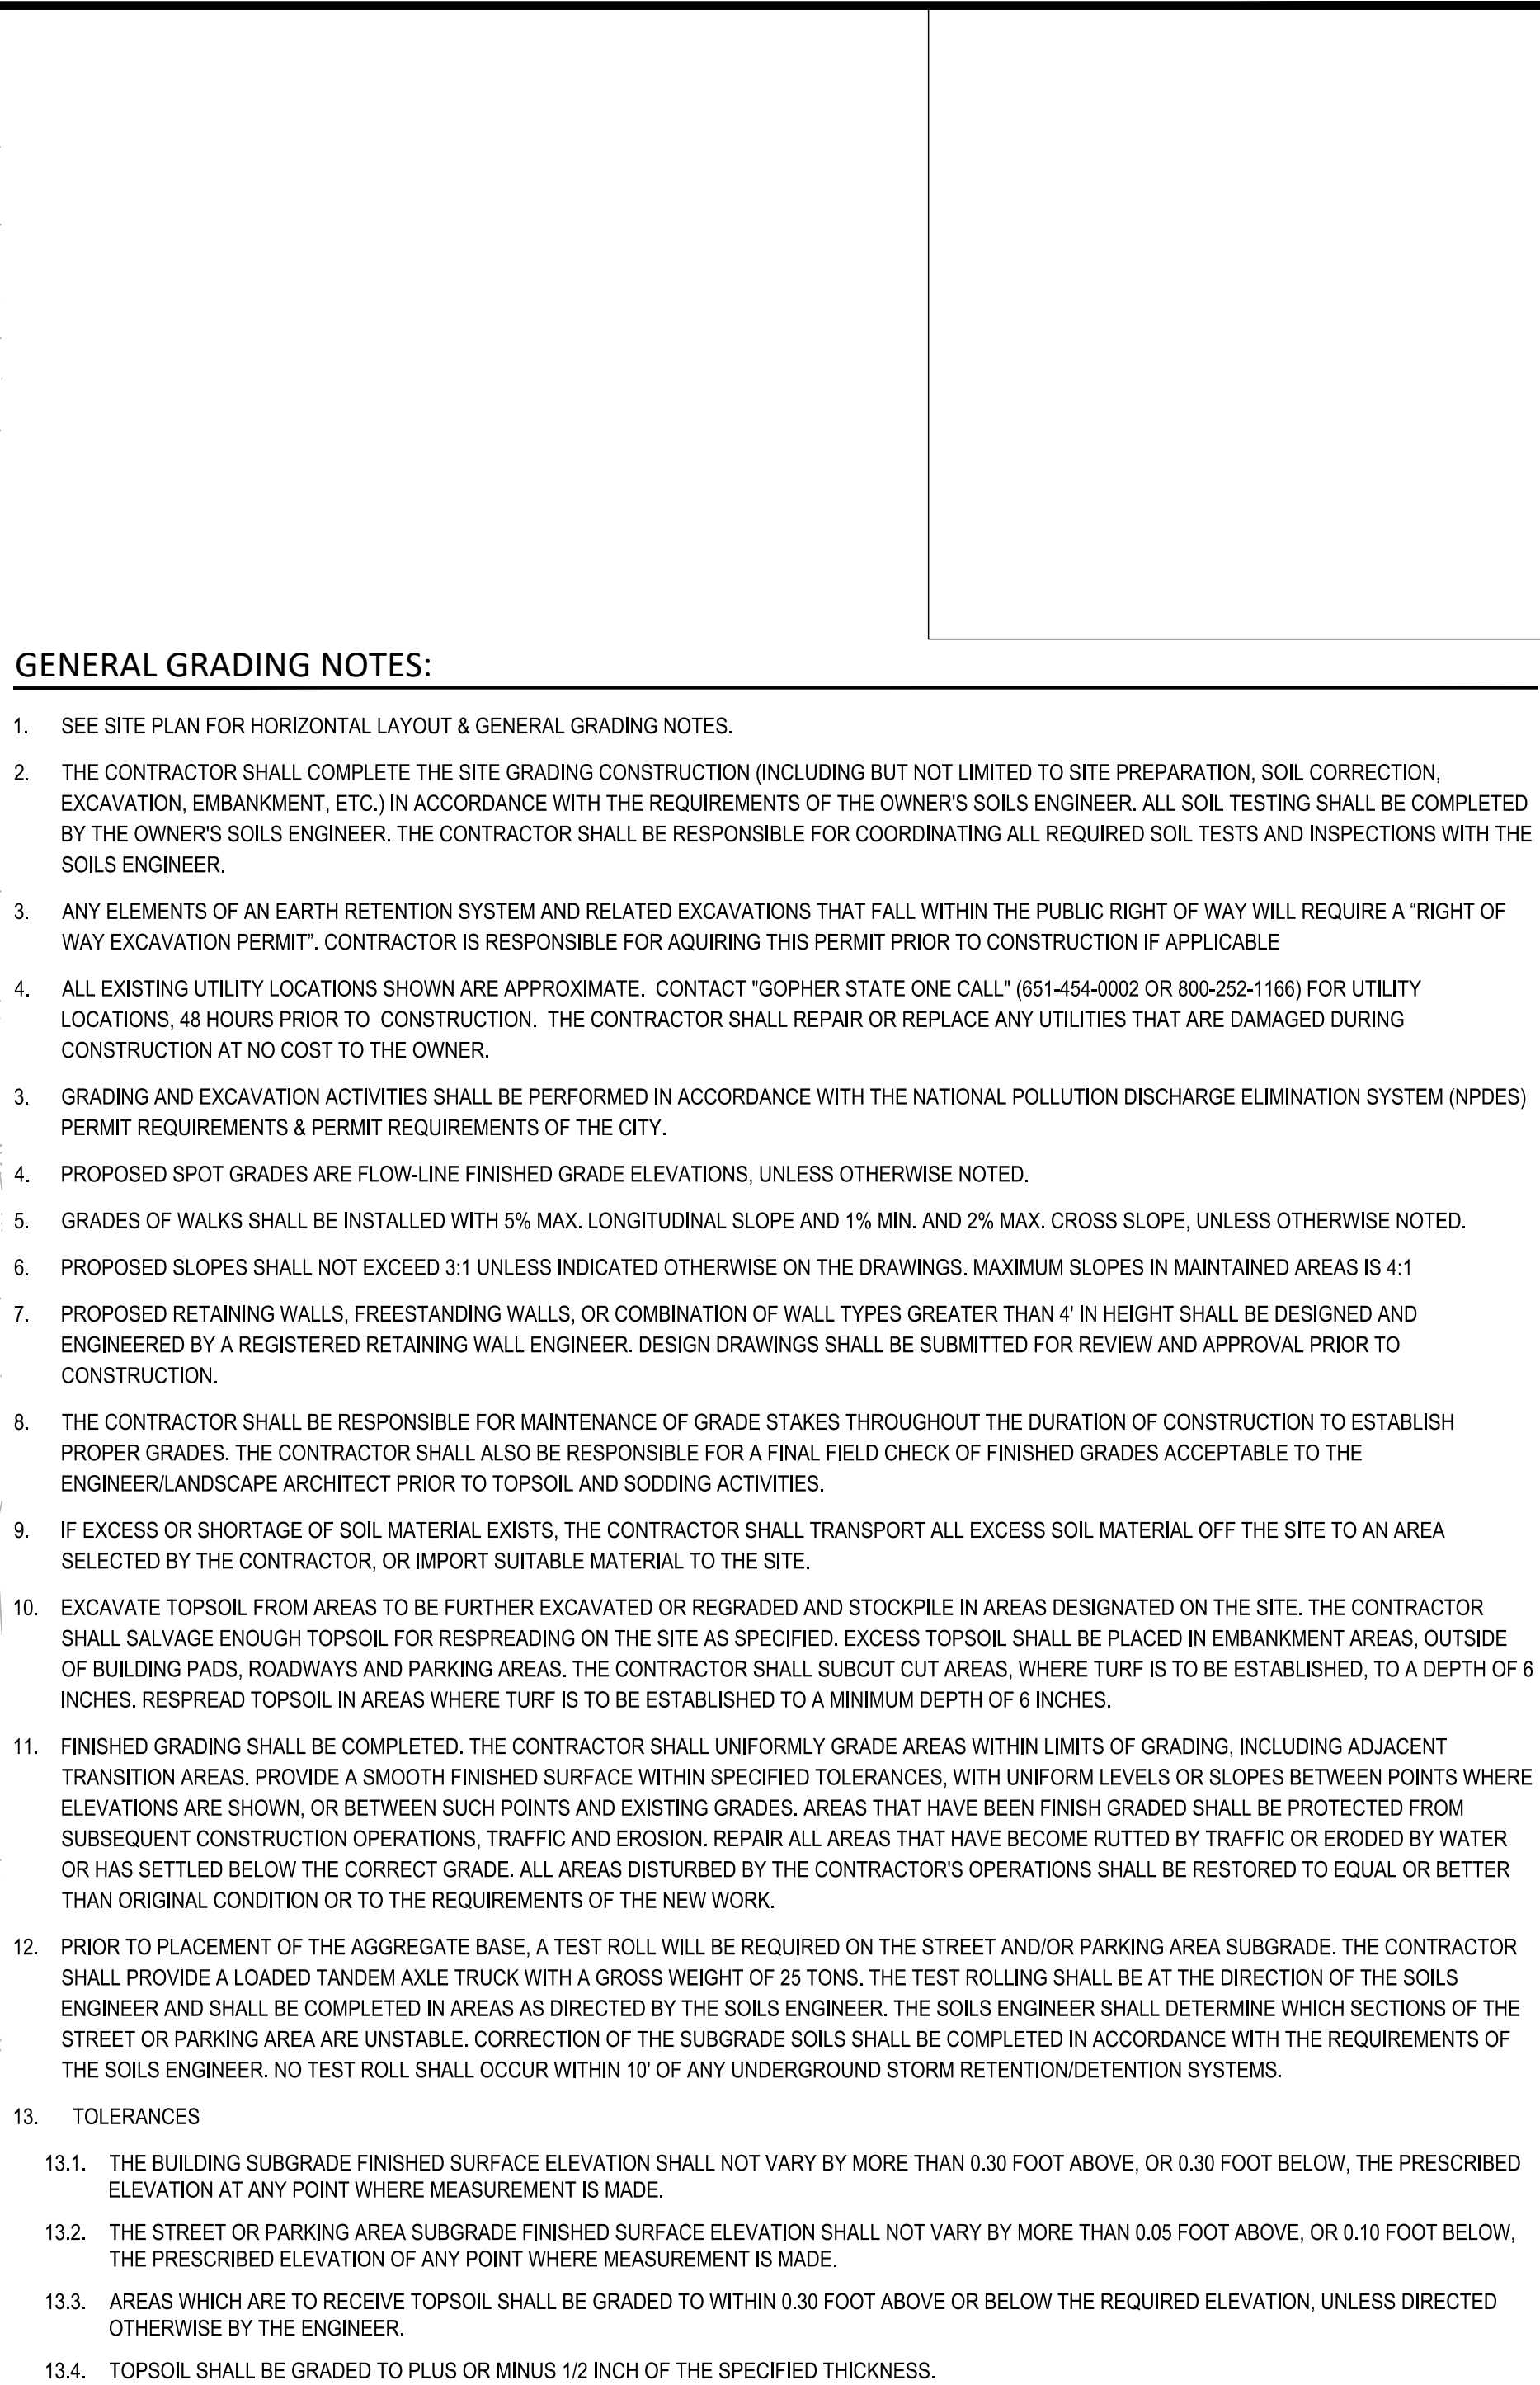 GENERAL GRADING NOTES:
1. SEE SITE PLAN FOR HORIZONTAL LAYOUT & GENERAL GRADING NOTES.
2. THE CONTRACTOR SHALL COMPLETE THE SITE GRADING CONSTRUCTION (INCLUDING BUT NOT LIMITED TO SITE PREPARATION, SOIL CORRECTION,
EXCAVATION, EMBANKMENT, ETC.) IN ACCORDANCE WITH THE REQUIREMENTS OF THE OWNER'S SOILS ENGINEER. ALL SOIL TESTING SHALL BE COMPLETED
BY THE OWNER'S SOILS ENGINEER. THE CONTRACTOR SHALL BE RESPONSIBLE FOR COORDINATING ALL REQUIRED SOIL TESTS AND INSPECTIONS WITH THE
SOILS ENGINEER.
3. ANY ELEMENTS OF AN EARTH RETENTION SYSTEM AND RELATED EXCAVATIONS THAT FALL WITHIN THE PUBLIC RIGHT OF WAY WILL REQUIRE A “RIGHT OF
WAY EXCAVATION PERMIT”. CONTRACTOR IS RESPONSIBLE FOR AQUIRING THIS PERMIT PRIOR TO CONSTRUCTION IF APPLICABLE
4. ALL EXISTING UTILITY LOCATIONS SHOWN ARE APPROXIMATE. CONTACT "GOPHER STATE ONE CALL" (651-454-0002 OR 800-252-1166) FOR UTILITY
LOCATIONS, 48 HOURS PRIOR TO CONSTRUCTION. THE CONTRACTOR SHALL REPAIR OR REPLACE ANY UTILITIES THAT ARE DAMAGED DURING
CONSTRUCTION AT NO COST TO THE OWNER.
3. GRADING AND EXCAVATION ACTIVITIES SHALL BE PERFORMED IN ACCORDANCE WITH THE NATIONAL POLLUTION DISCHARGE ELIMINATION SYSTEM (NPDES)
PERMIT REQUIREMENTS & PERMIT REQUIREMENTS OF THE CITY.
4. PROPOSED SPOT GRADES ARE FLOW-LINE FINISHED GRADE ELEVATIONS, UNLESS OTHERWISE NOTED.
5. GRADES OF WALKS SHALL BE INSTALLED WITH 5% MAX. LONGITUDINAL SLOPE AND 1% MIN. AND 2% MAX. CROSS SLOPE, UNLESS OTHERWISE NOTED.
6. PROPOSED SLOPES SHALL NOT EXCEED 3:1 UNLESS INDICATED OTHERWISE ON THE DRAWINGS. MAXIMUM SLOPES IN MAINTAINED AREAS IS 4:1
7. PROPOSED RETAINING WALLS, FREESTANDING WALLS, OR COMBINATION OF WALL TYPES GREATER THAN 4' IN HEIGHT SHALL BE DESIGNED AND
ENGINEERED BY A REGISTERED RETAINING WALL ENGINEER. DESIGN DRAWINGS SHALL BE SUBMITTED FOR REVIEW AND APPROVAL PRIOR TO
CONSTRUCTION.
8. THE CONTRACTOR SHALL BE RESPONSIBLE FOR MAINTENANCE OF GRADE STAKES THROUGHOUT THE DURATION OF CONSTRUCTION TO ESTABLISH
PROPER GRADES. THE CONTRACTOR SHALL ALSO BE RESPONSIBLE FOR A FINAL FIELD CHECK OF FINISHED GRADES ACCEPTABLE TO THE
ENGINEER/LANDSCAPE ARCHITECT PRIOR TO TOPSOIL AND SODDING ACTIVITIES.
9. IF EXCESS OR SHORTAGE OF SOIL MATERIAL EXISTS, THE CONTRACTOR SHALL TRANSPORT ALL EXCESS SOIL MATERIAL OFF THE SITE TO AN AREA
SELECTED BY THE CONTRACTOR, OR IMPORT SUITABLE MATERIAL TO THE SITE.
10. EXCAVATE TOPSOIL FROM AREAS TO BE FURTHER EXCAVATED OR REGRADED AND STOCKPILE IN AREAS DESIGNATED ON THE SITE. THE CONTRACTOR
SHALL SALVAGE ENOUGH TOPSOIL FOR RESPREADING ON THE SITE AS SPECIFIED. EXCESS TOPSOIL SHALL BE PLACED IN EMBANKMENT AREAS, OUTSIDE
OF BUILDING PADS, ROADWAYS AND PARKING AREAS. THE CONTRACTOR SHALL SUBCUT CUT AREAS, WHERE TURF IS TO BE ESTABLISHED, TO A DEPTH OF 6
INCHES. RESPREAD TOPSOIL IN AREAS WHERE TURF IS TO BE ESTABLISHED TO A MINIMUM DEPTH OF 6 INCHES.
11. FINISHED GRADING SHALL BE COMPLETED. THE CONTRACTOR SHALL UNIFORMLY GRADE AREAS WITHIN LIMITS OF GRADING, INCLUDING ADJACENT
TRANSITION AREAS. PROVIDE A SMOOTH FINISHED SURFACE WITHIN SPECIFIED TOLERANCES, WITH UNIFORM LEVELS OR SLOPES BETWEEN POINTS WHERE
ELEVATIONS ARE SHOWN, OR BETWEEN SUCH POINTS AND EXISTING GRADES. AREAS THAT HAVE BEEN FINISH GRADED SHALL BE PROTECTED FROM
SUBSEQUENT CONSTRUCTION OPERATIONS, TRAFFIC AND EROSION. REPAIR ALL AREAS THAT HAVE BECOME RUTTED BY TRAFFIC OR ERODED BY WATER
OR HAS SETTLED BELOW THE CORRECT GRADE. ALL AREAS DISTURBED BY THE CONTRACTOR'S OPERATIONS SHALL BE RESTORED TO EQUAL OR BETTER
THAN ORIGINAL CONDITION OR TO THE REQUIREMENTS OF THE NEW WORK.
12. PRIOR TO PLACEMENT OF THE AGGREGATE BASE, A TEST ROLL WILL BE REQUIRED ON THE STREET AND/OR PARKING AREA SUBGRADE. THE CONTRACTOR
SHALL PROVIDE A LOADED TANDEM AXLE TRUCK WITH A GROSS WEIGHT OF 25 TONS. THE TEST ROLLING SHALL BE AT THE DIRECTION OF THE SOILS
ENGINEER AND SHALL BE COMPLETED IN AREAS AS DIRECTED BY THE SOILS ENGINEER. THE SOILS ENGINEER SHALL DETERMINE WHICH SECTIONS OF THE
STREET OR PARKING AREA ARE UNSTABLE. CORRECTION OF THE SUBGRADE SOILS SHALL BE COMPLETED IN ACCORDANCE WITH THE REQUIREMENTS OF
THE SOILS ENGINEER. NO TEST ROLL SHALL OCCUR WITHIN 10' OF ANY UNDERGROUND STORM RETENTION/DETENTION SYSTEMS.
13. TOLERANCES
13.1. THE BUILDING SUBGRADE FINISHED SURFACE ELEVATION SHALL NOT VARY BY MORE THAN 0.30 FOOT ABOVE, OR 0.30 FOOT BELOW, THE PRESCRIBED
ELEVATION AT ANY POINT WHERE MEASUREMENT IS MADE.
13.2. THE STREET OR PARKING AREA SUBGRADE FINISHED SURFACE ELEVATION SHALL NOT VARY BY MORE THAN 0.05 FOOT ABOVE, OR 0.10 FOOT BELOW,
THE PRESCRIBED ELEVATION OF ANY POINT WHERE MEASUREMENT IS MADE.
13.3. AREAS WHICH ARE TO RECEIVE TOPSOIL SHALL BE GRADED TO WITHIN 0.30 FOOT ABOVE OR BELOW THE REQUIRED ELEVATION, UNLESS DIRECTED
OTHERWISE BY THE ENGINEER.
13.4. TOPSOIL SHALL BE GRADED TO PLUS OR MINUS 1/2 INCH OF THE SPECIFIED THICKNESS.